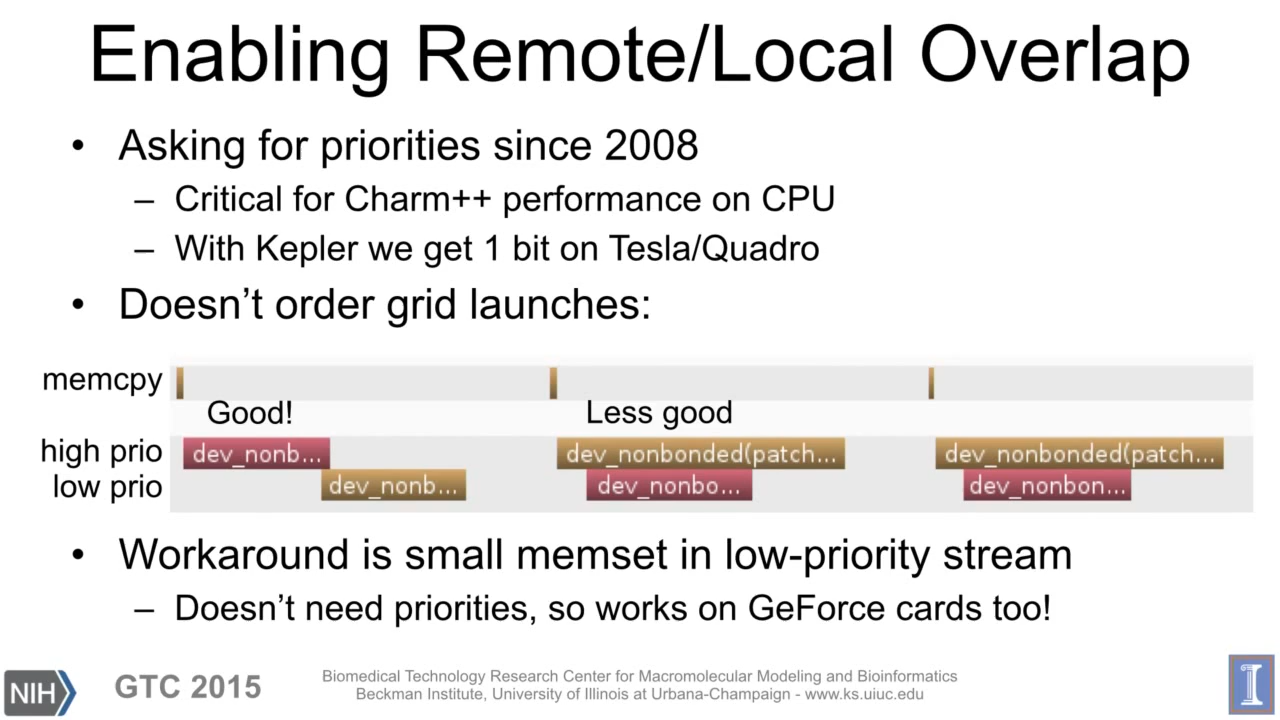 Enabling Remote/Local Overlap
• Asking for priorities since 2008
– Critical for Charm++ performance on CPU
– With Kepler we get 1 bit on Tesla/Quadro
• Doesn’t order grid launches:
memcpy
Good! Less good
high prio dev_nonb... dev_nonbonded(patch... dev_nonbonded(patch...
low prio dev_nonb... dev_nonbo... dev_nonbon...
• Workaround is small memset in low-priority stream
– Doesn’t need priorities, so works on GeForce cards too!
NIH GTC 2015
Biomedical Technology Research Center for Macromolecular Modeling and Bioinformatics
Beckman Institute, University of Illinois at Urbana-Champaign - www.ks.uiuc.edu
I